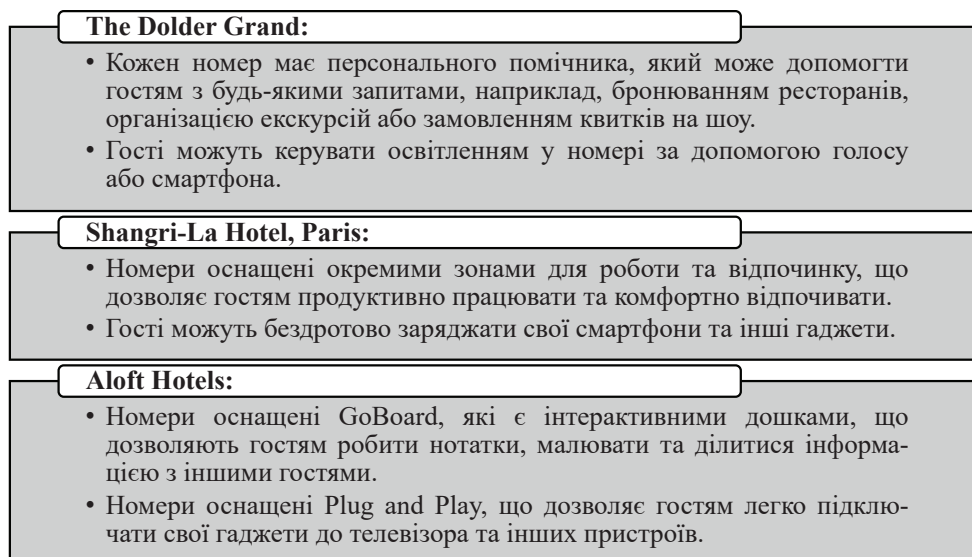 The Dolder Grand:
• Кожен номер має персонального помічника, який може допомогти
гостям з будь-якими запитами, наприклад, бронюванням ресторанів,
організацією екскурсій або замовленням квитків на шоу.
• Гості можуть керувати освітленням у номері за допомогою голосу
або смартфона.
Shangri-La Hotel, Paris:
• Номери оснащені окремими зонами для роботи та відпочинку, що
дозволяє гостям продуктивно працювати та комфортно відпочивати.
• Гості можуть бездротово заряджати свої смартфони та інші гаджети.
Aloft Hotels:
• Номери оснащені GoBoard, які є інтерактивними дошками, що
дозволяють гостям робити нотатки, малювати та ділитися інформа-
цією з іншими гостями.
• Номери оснащені Plug and Play, що дозволяє гостям легко підклю-
чати свої гаджети до телевізора та інших пристроїв.